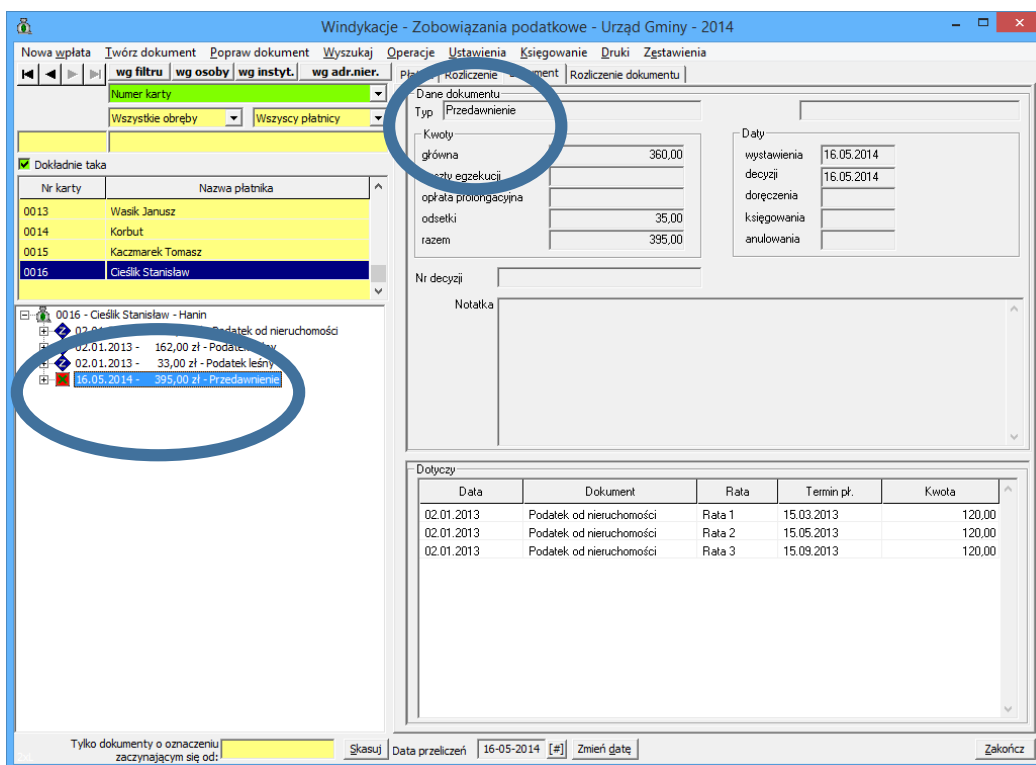 Windykacje - Zobowiązania podatkowe - Urząd Gminy - 2014
Nowa wpłata Twórz dokument Popraw dokument Wyszukaj Operacje Ustawienia Księgowanie Druki Zestawienia
wg filtru wg osoby wg instyt. wg adr.nier.
Rozliczenie Rozliczenie dokumentu
Numer karty
Wszystkie obręby Wszyscy płatnicy
Dokładnie taka
Nr karty Nazwa płatnika
0013 Wasik Janusz
0014 Korbut
0015 Kaczmarek Tomasz
0016 Cieślik Stanisław
0016 - Cieślik Stanisław - Hanin
Podatek od nieruchomości
02.01.2013 - 162,00 zł - Podatek
02.01.2013 - 33,00 zł - Podatek leśny
16.05.2014 - 395,00 zł - Przedawnienie
Dane dokumentu
Typ Przedawnienie
Kwoty
główna 360,00
egzekucji
opłata prolongacyjna
odsetki 35,00
razem 395,00
Daty
wystawienia 16.05.2014
decyzji 16.05.2014
doręczenia
księgowania
anulowania
Nr decyzji
Notatka
Dotyczy
Data Dokument Rata Termin pł. Kwota
02.01.2013 Podatek od nieruchomości Rata 1 15.03.2013 120,00
02.01.2013 Podatek od nieruchomości Rata 2 15.05.2013 120,00
02.01.2013 Podatek od nieruchomości Rata 3 15.09.2013 120,00
Tylko dokumenty o oznaczeniu
zaczynającym się od:
Skasuj Data przeliczeń 16-05-2014 [#] Zmień datę Zakończ